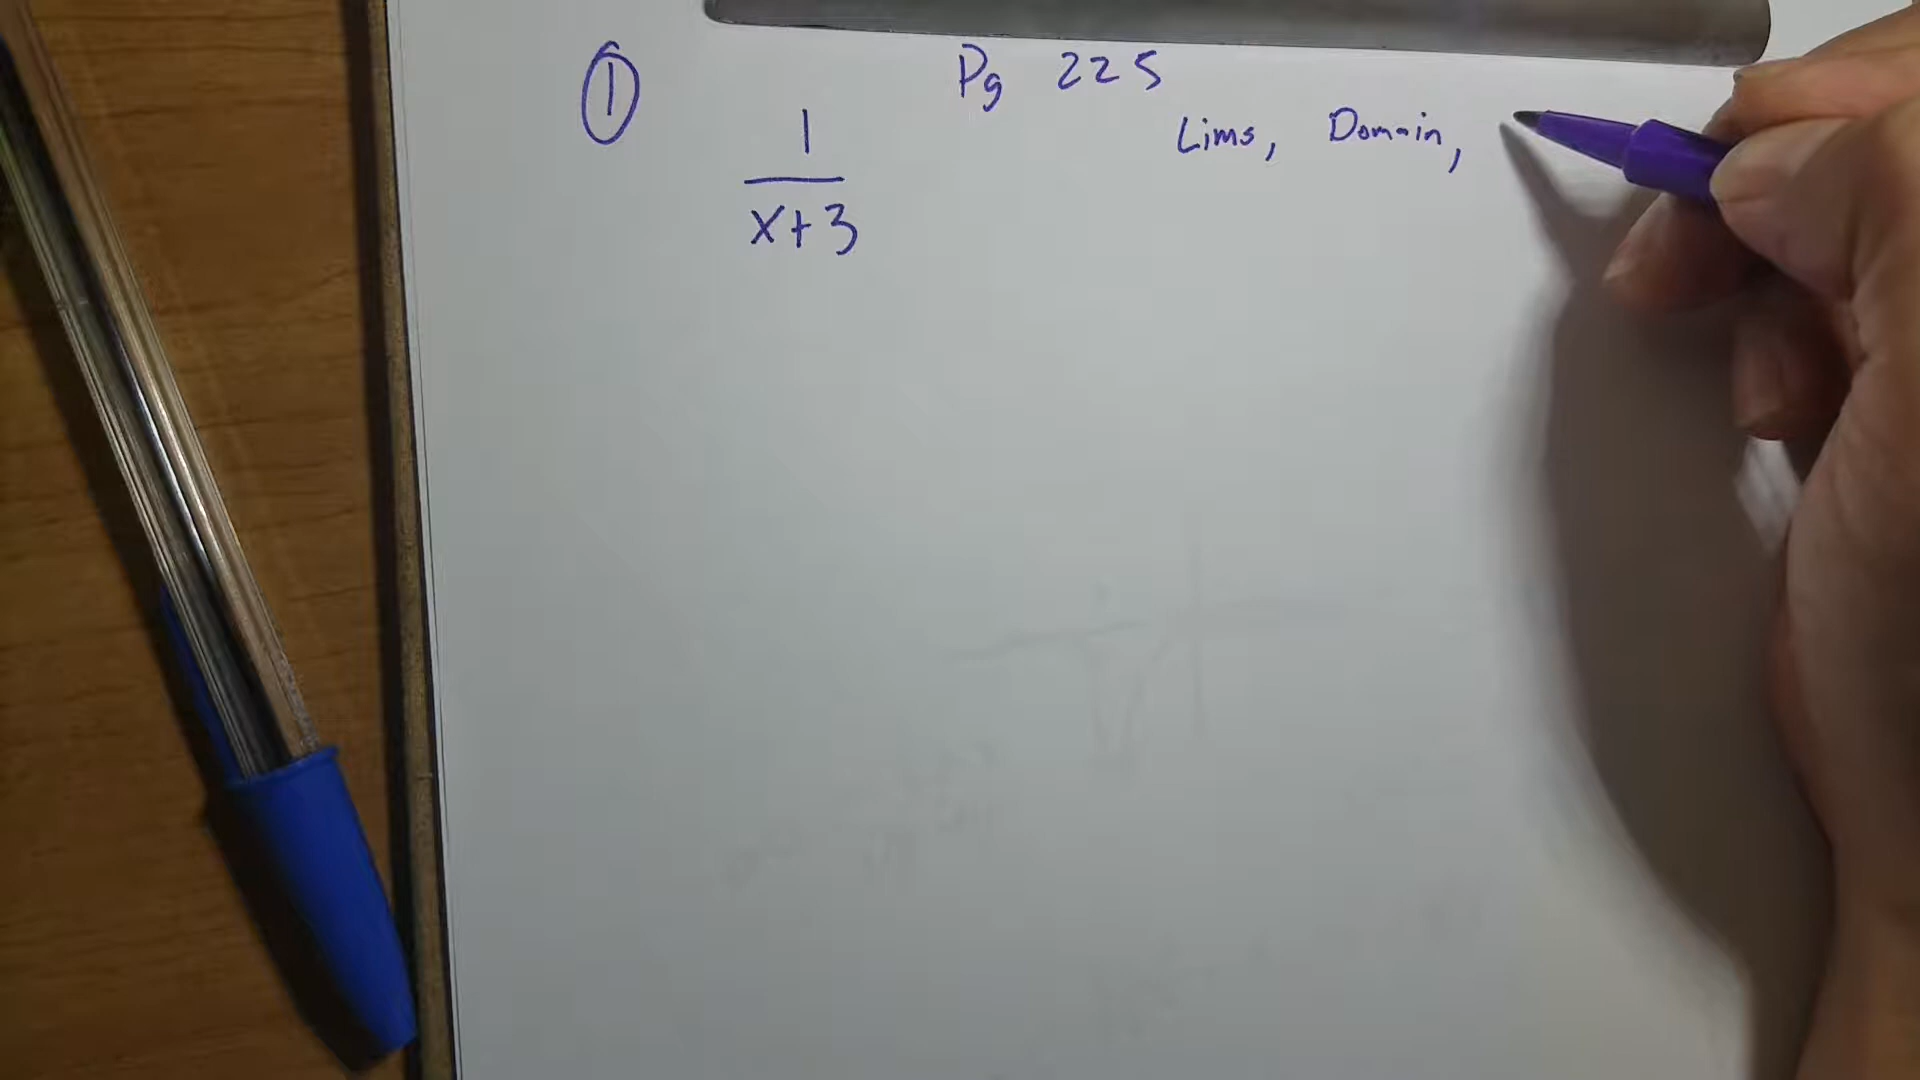 ① Pg 225
Lims, Domain,
1
x+3